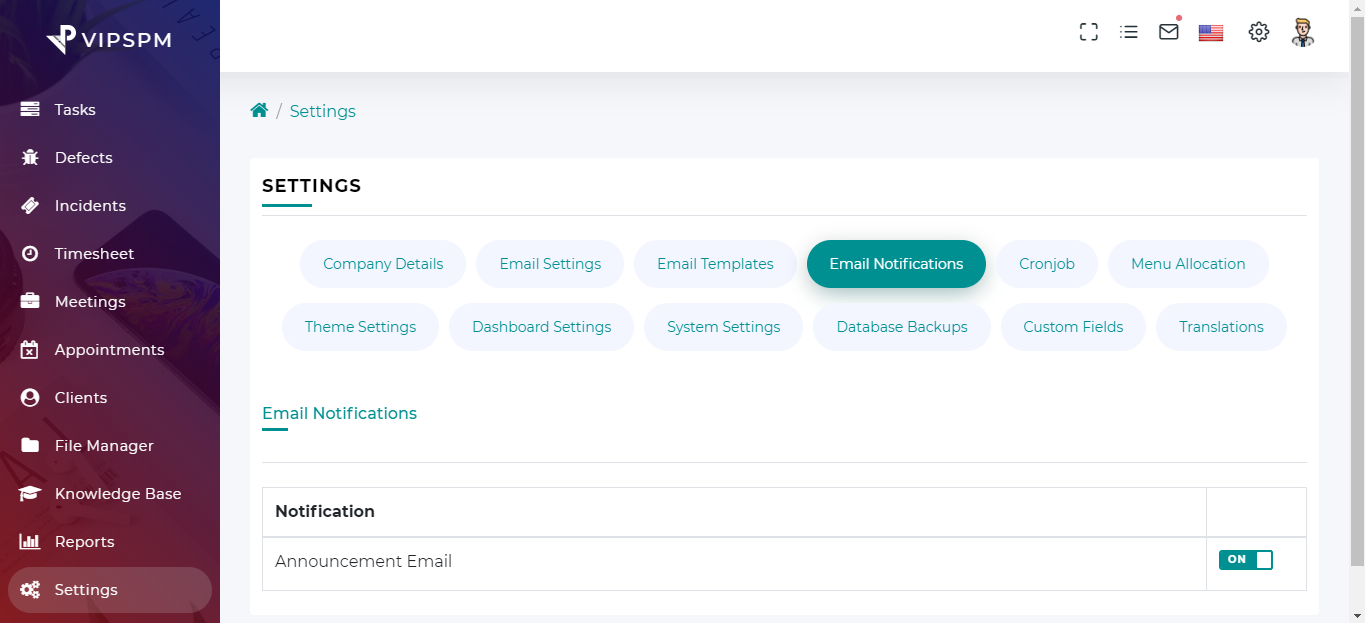 VIPSPM
Tasks
Defects
Incidents
Timesheet
Meetings
Appointments
Clients
File Manager
Knowledge Base
Reports
Settings
/ Settings
SETTINGS
Company Details Email Settings Email Templates Email Notifications Cronjob Menu Allocation
Theme Settings Dashboard Settings System Settings Database Backups Custom Fields Translations
Email Notifications
Notification
Announcement Email ON